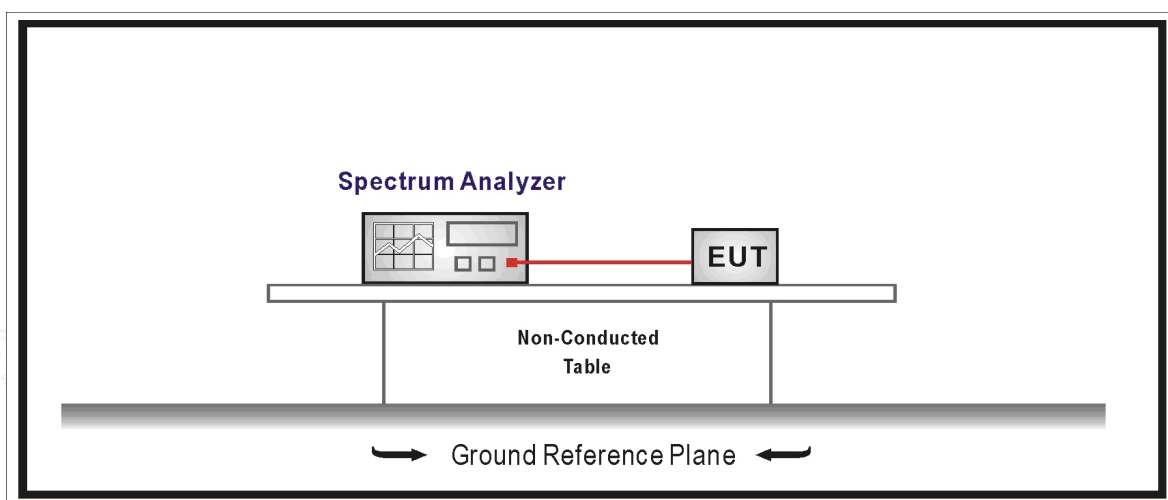 Spectrum Analyzer
EUT
Non-Conducted
Table
Ground Reference Plane